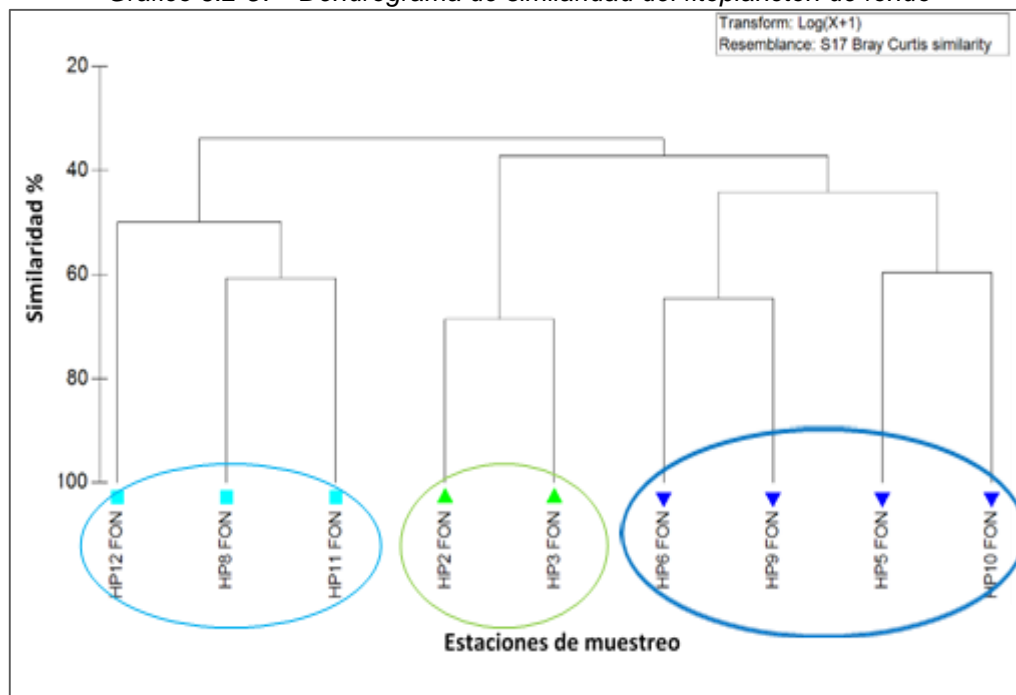 Transform: Log(X+1)
Resemblance: S17 Bray Curtis similarity
20
40
60
80
100
Similaridad %
HP12 FON
HP8 FON
HP11 FON
HP2 FON
HP3 FON
HP6 FON
HP9 FON
HP5 FON
HP10 FON
Estaciones de muestreo